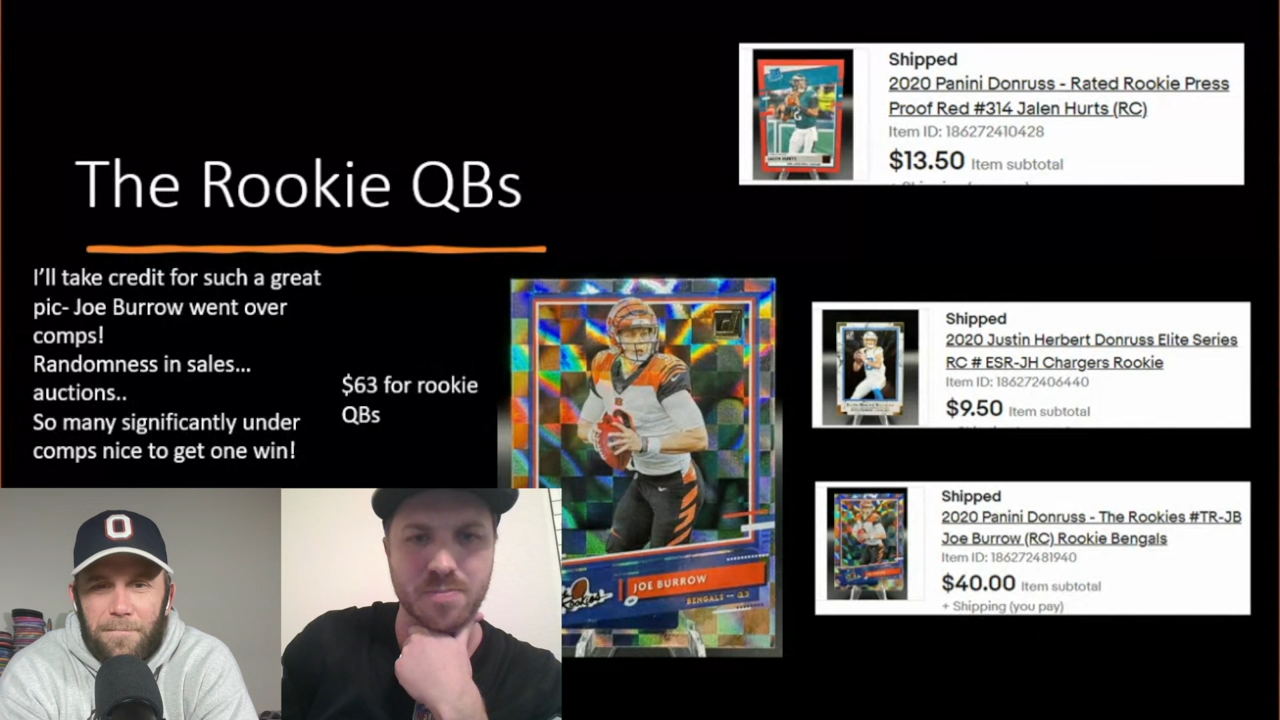 The Rookie QBs
I'll take credit for such a great
pic- Joe Burrow went over
comps!
Randomness in sales...
auctions..
So many significantly under
comps nice to get one win!
$63 for rookie
QBs
JOE BURROW
BENGALS — QB
O
Shipped
2020 Panini Donruss - Rated Rookie Press
Proof Red #314 Jalen Hurts (RC)
Item ID: 186272410428
$13.50 Item subtotal
Shipped
2020 Justin Herbert Donruss Elite Series
RC # ESR-JH Chargers Rookie
Item ID: 186272406440
$9.50 Item subtotal
Shipped
2020 Panini Donruss - The Rookies #TR-JB
Joe Burrow (RC) Rookie Bengals
Item ID: 186272481940
$40.00 Item subtotal
+ Shipping (you pay)